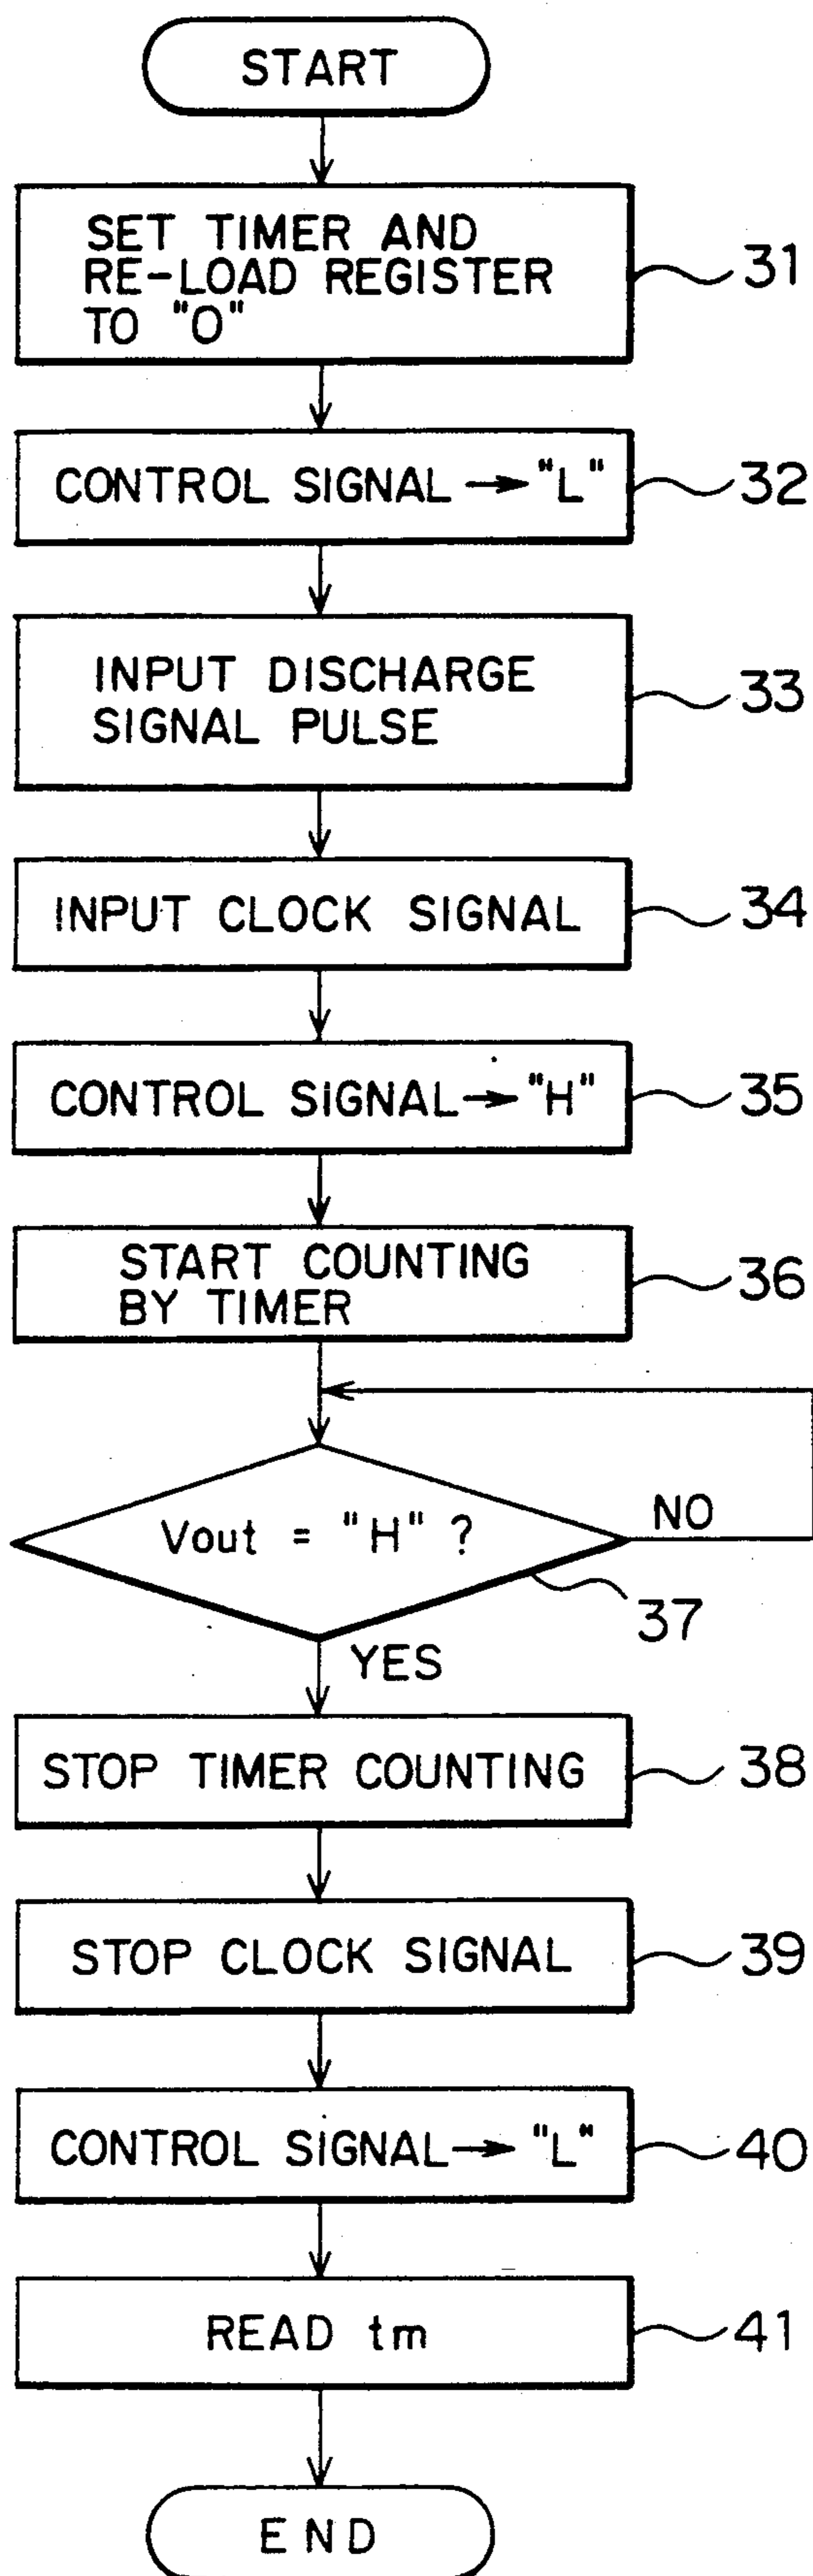 START
SET TIMER AND
RE-LOAD REGISTER
TO "O"
31
CONTROL SIGNAL → "L"
32
INPUT DISCHARGE
SIGNAL PULSE
33
INPUT CLOCK SIGNAL
34
CONTROL SIGNAL → "H"
35
START COUNTING
BY TIMER
36
Vout = "H" ?
NO
37
YES
STOP TIMER COUNTING
38
STOP CLOCK SIGNAL
39
CONTROL SIGNAL → "L"
40
READ tm
41
END